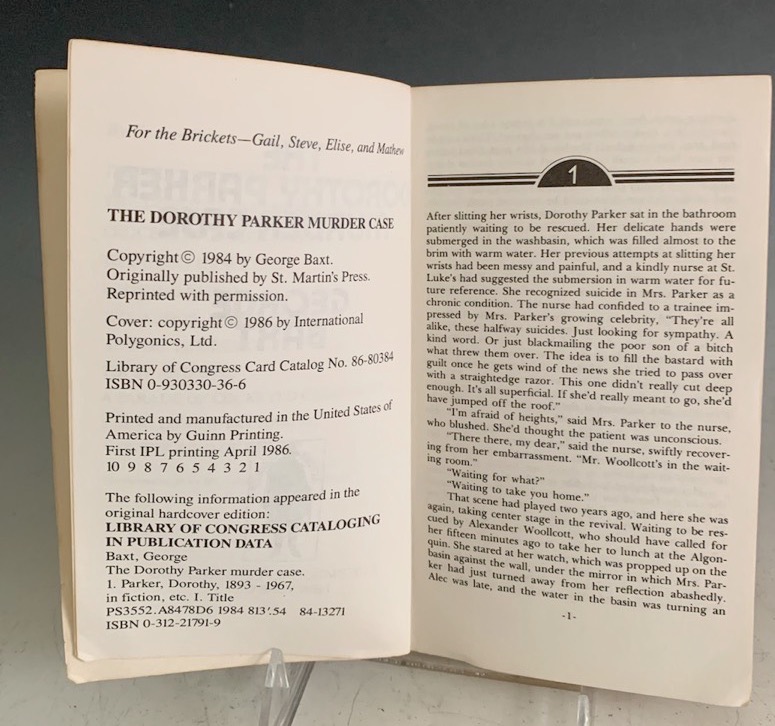 For the Brickets—Gail, Steve, Elise, and Mathew
THE DOROTHY PARKER MURDER CASE
Copyright © 1984 by George Baxt.
Originally published by St. Martin's Press.
Reprinted with permission.
Cover: copyright © 1986 by International
Polygonics, Ltd.
Library of Congress Card Catalog No. 86-80384
ISBN 0-930330-36-6
Printed and manufactured in the United States of
America by Guinn Printing.
First IPL printing April 1986.
10 9 8 7 6 5 4 3 2 1
The following information appeared in the
original hardcover edition:
LIBRARY OF CONGRESS CATALOGING
IN PUBLICATION DATA
Baxt, George
The Dorothy Parker murder case.
1. Parker, Dorothy, 1893 - 1967,
in fiction, etc. I. Title
PS3552.A8478D6 1984 813'.54 84-13271
ISBN 0-312-21791-9
1
After slitting her wrists, Dorothy Parker sat in the bathroom
patiently waiting to be rescued. Her delicate hands were
submerged in the washbasin, which was filled almost to the
brim with warm water. Her previous attempts at slitting her
wrists had been messy and painful, and a kindly nurse at St.
Luke's had suggested the submersion in warm water for fu-
ture reference. She recognized suicide in Mrs. Parker as a
chronic condition. The nurse had confided to a trainee im-
pressed by Mrs. Parker's growing celebrity, "They're all
alike, these halfway suicides. Just looking for sympathy. A
kind word. Or just blackmailing the poor son of a bitch
what threw them over. The idea is to fill the bastard with
guilt once he gets wind of the news she tried to pass over
with a straightedge razor. This one didn't really cut deep
enough. It's all superficial. If she'd really meant to go, she'd
have jumped off the roof."
"I'm afraid of heights," said Mrs. Parker to the nurse,
who blushed. She'd thought the patient was unconscious.
"There there, my dear," said the nurse, swiftly recover-
ing from her embarrassment. "Mr. Woollcott's in the wait-
ing room."
"Waiting for what?"
"Waiting to take you home."
That scene had played two years ago, and here she was
again, taking center stage in the revival. Waiting to be res-
cued by Alexander Woollcott, who should have called for
her fifteen minutes ago to take her to lunch at the Algon-
quin. She stared at her watch, which was propped up on the
basin against the wall, under the mirror in which Mrs. Par-
ker had just turned away from her reflection abashedly.
Alec was late, and the water in the basin was turning an
-1-